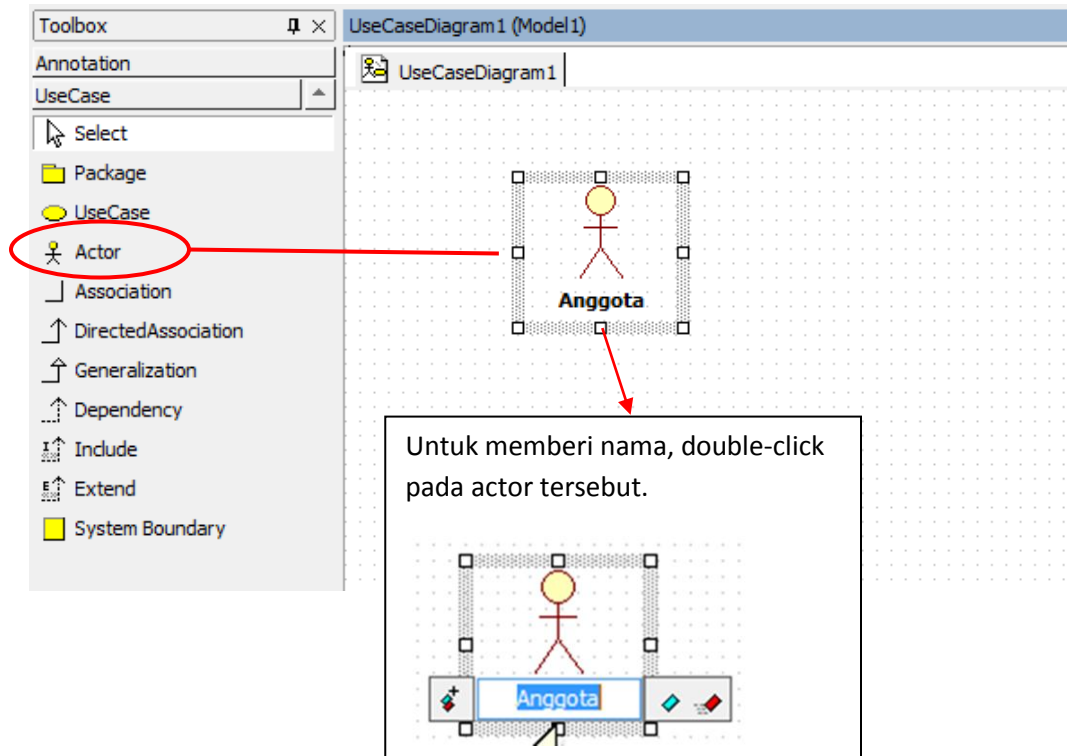 Toolbox
Annotation
UseCase
Select
Package
UseCase
Actor
Association
DirectedAssociation
Generalization
Dependency
Include
Extend
System Boundary
UseCaseDiagram1 (Model1)
UseCaseDiagram1
Anggota
Untuk memberi nama, double-click
pada actor tersebut.
Anggota